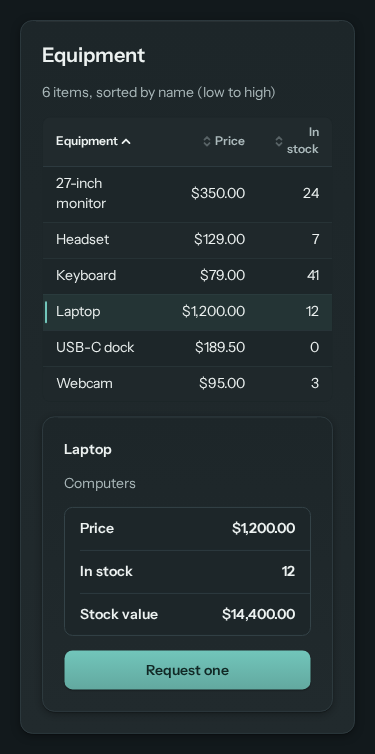 Equipment
6 items, sorted by name (low to high)
Equipment Price In stock
27-inch monitor $350.00 24
Headset $129.00 7
Keyboard $79.00 41
Laptop $1,200.00 12
USB-C dock $189.50 0
Webcam $95.00 3
Laptop
Computers
Price $1,200.00
In stock 12
Stock value $14,400.00
Request one